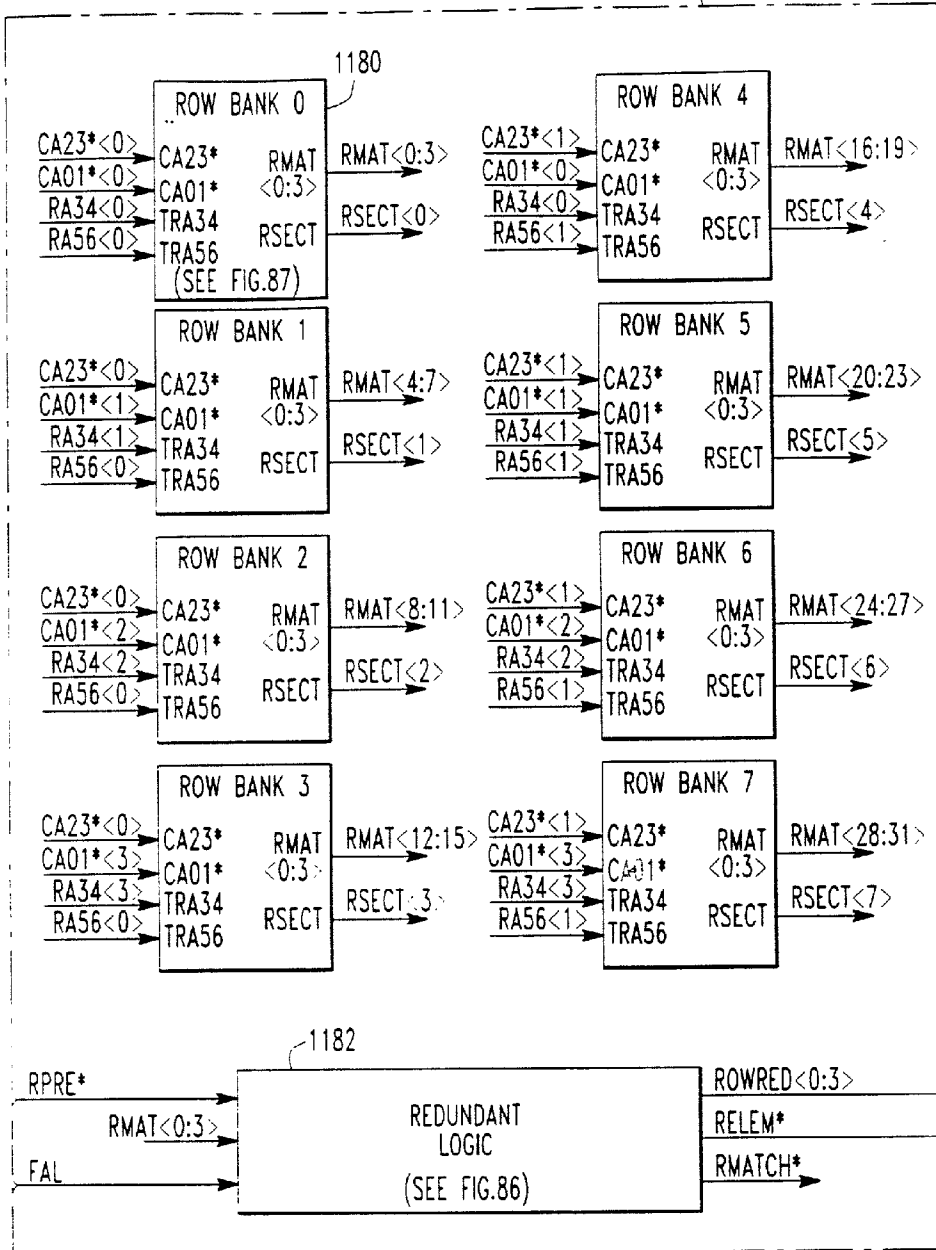 1180
ROW BANK 0
CA23*<0>
CA01*<0>
RA34<0>
RA56<0>
CA23*
CA01*
TRA34
TRA56
RMAT
<0:3>
RSECT
(SEE FIG.87)
RMAT<0:3>
RSECT<0>
ROW BANK 4
CA23*<1>
CA01*<0>
RA34<0>
RA56<1>
CA23*
CA01*
TRA34
TRA56
RMAT
<0:3>
RSECT
RMAT<16:19>
RSECT<4>
ROW BANK 1
CA23*<0>
CA01*<1>
RA34<1>
RA56<0>
CA23*
CA01*
TRA34
TRA56
RMAT
<0:3>
RSECT
RMAT<4:7>
RSECT<1>
ROW BANK 5
CA23*<1>
CA01*<1>
RA34<1>
RA56<1>
CA23*
CA01*
TRA34
TRA56
RMAT
<0:3>
RSECT
RMAT<20:23>
RSECT<5>
ROW BANK 2
CA23*<0>
CA01*<2>
RA34<2>
RA56<0>
CA23*
CA01*
TRA34
TRA56
RMAT
<0:3>
RSECT
RMAT<8:11>
RSECT<2>
ROW BANK 6
CA23*<1>
CA01*<2>
RA34<2>
RA56<1>
CA23*
CA01*
TRA34
TRA56
RMAT
<0:3>
RSECT
RMAT<24:27>
RSECT<6>
ROW BANK 3
CA23*<0>
CA01*<3>
RA34<3>
RA56<0>
CA23*
CA01*
TRA34
TRA56
RMAT
<0:3>
RSECT
RMAT<12:15>
RSECT<3>
ROW BANK 7
CA23*<1>
CA01*<3>
RA34<3>
RA56<1>
CA23*
CA01*
TRA34
TRA56
RMAT
<0:3>
RSECT
RMAT<28:31>
RSECT<7>
1182
RPRE*
RMAT<0:3>
FAL
REDUNDANT
LOGIC
(SEE FIG.86)
ROWRED<0:3>
RELEM*
RMATCH*